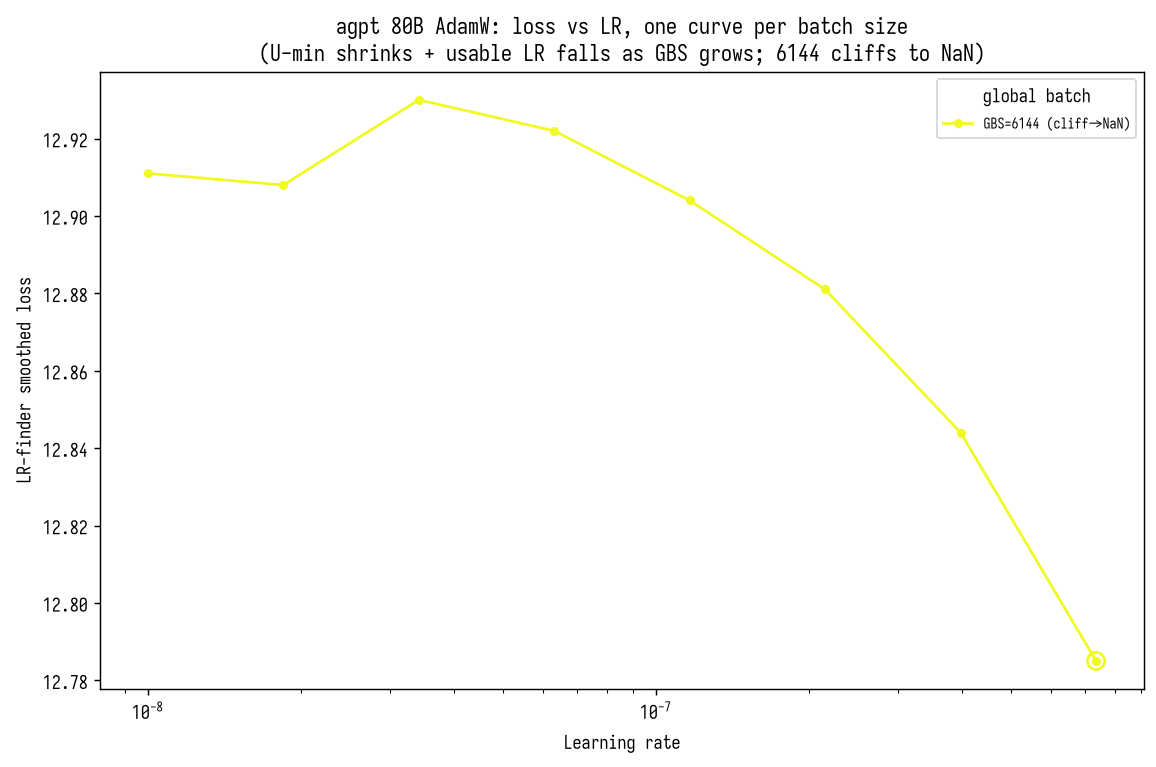 agpt 80B AdamW: loss vs LR, one curve per batch size
(U-min shrinks + usable LR falls as GBS grows; 6144 cliffs to NaN)
global batch
GBS=6144 (cliff→NaN)
12.92
12.90
12.88
12.86
12.84
12.82
12.80
12.78
LR-finder smoothed loss
10⁻⁸
10⁻⁷
Learning rate